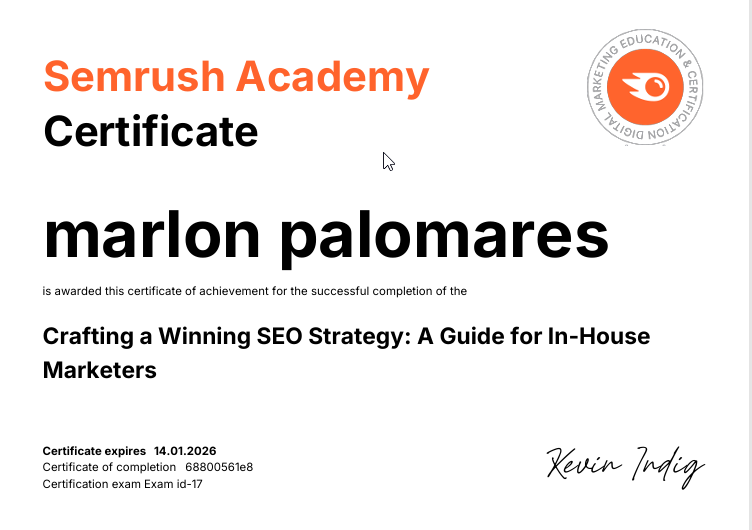 Semrush Academy
Certificate
DIGITAL MARKETING EDUCATION & CERTIFICATION
marlon palomares
is awarded this certificate of achievement for the successful completion of the
Crafting a Winning SEO Strategy: A Guide for In-House
Marketers
Certificate expires 14.01.2026
Certificate of completion 68800561e8
Certification exam Exam id-17
Kevin Indig